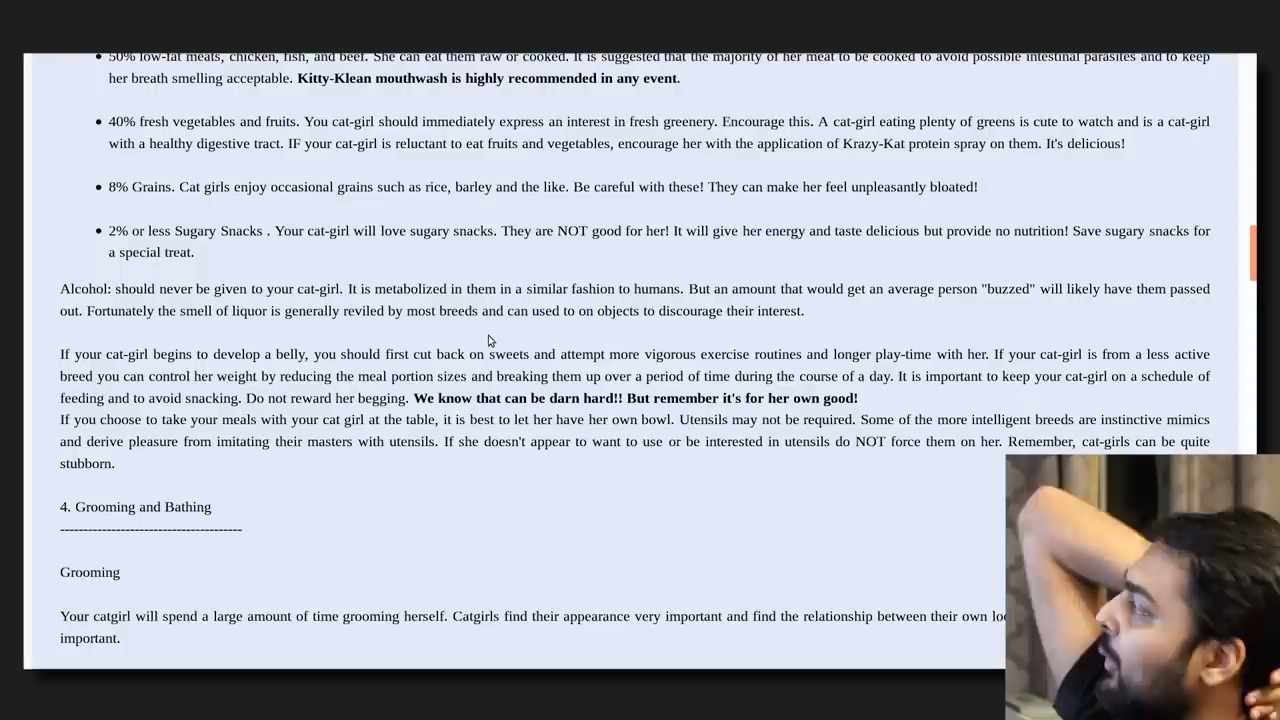 50% low-fat meats, chicken, fish, and beef. She can eat them raw or cooked. It is suggested that the majority of her meat to be cooked to avoid possible intestinal parasites and to keep
her breath smelling acceptable. Kitty-Klean mouthwash is highly recommended in any event.
40% fresh vegetables and fruits. You cat-girl should immediately express an interest in fresh greenery. Encourage this. A cat-girl eating plenty of greens is cute to watch and is a cat-girl
with a healthy digestive tract. IF your cat-girl is reluctant to eat fruits and vegetables, encourage her with the application of Krazy-Kat protein spray on them. It's delicious!
8% Grains. Cat girls enjoy occasional grains such as rice, barley and the like. Be careful with these! They can make her feel unpleasantly bloated!
2% or less Sugary Snacks . Your cat-girl will love sugary snacks. They are NOT good for her! It will give her energy and taste delicious but provide no nutrition! Save sugary snacks for
a special treat.
Alcohol: should never be given to your cat-girl. It is metabolized in them in a similar fashion to humans. But an amount that would get an average person "buzzed" will likely have them passed
out. Fortunately the smell of liquor is generally reviled by most breeds and can used to on objects to discourage their interest.
If your cat-girl begins to develop a belly, you should first cut back on sweets and attempt more vigorous exercise routines and longer play-time with her. If your cat-girl is from a less active
breed you can control her weight by reducing the meal portion sizes and breaking them up over a period of time during the course of a day. It is important to keep your cat-girl on a schedule of
feeding and to avoid snacking. Do not reward her begging. We know that can be darn hard!! But remember it's for her own good!
If you choose to take your meals with your cat girl at the table, it is best to let her have her own bowl. Utensils may not be required. Some of the more intelligent breeds are instinctive mimics
and derive pleasure from imitating their masters with utensils. If she doesn't appear to want to use or be interested in utensils do NOT force them on her. Remember, cat-girls can be quite
stubborn.
4. Grooming and Bathing
---------------------------------------
Grooming
Your catgirl will spend a large amount of time grooming herself. Catgirls find their appearance very important and find the relationship between their own
important.